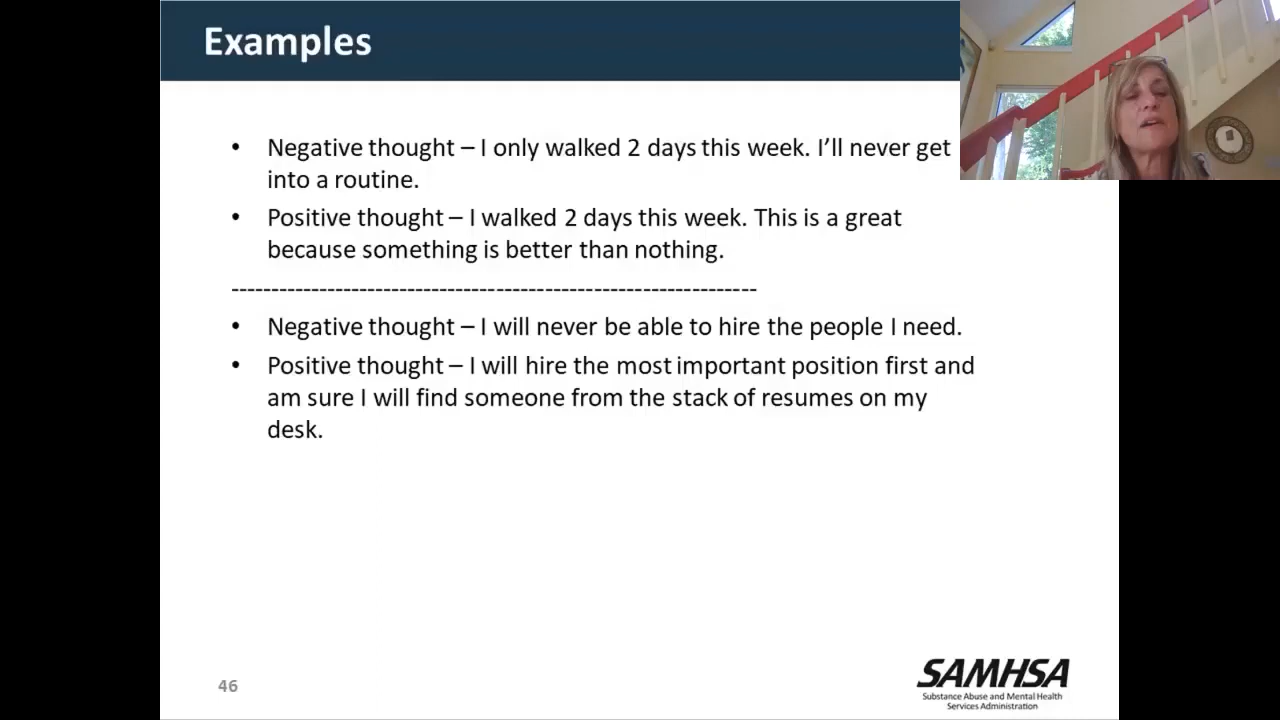 Examples
• Negative thought – I only walked 2 days this week. I’ll never get
into a routine.
• Positive thought – I walked 2 days this week. This is a great
because something is better than nothing.
-----------------------------------------------------------------
• Negative thought – I will never be able to hire the people I need.
• Positive thought – I will hire the most important position first and
am sure I will find someone from the stack of resumes on my
desk.
46
SAMHSA
Substance Abuse and Mental Health
Services Administration